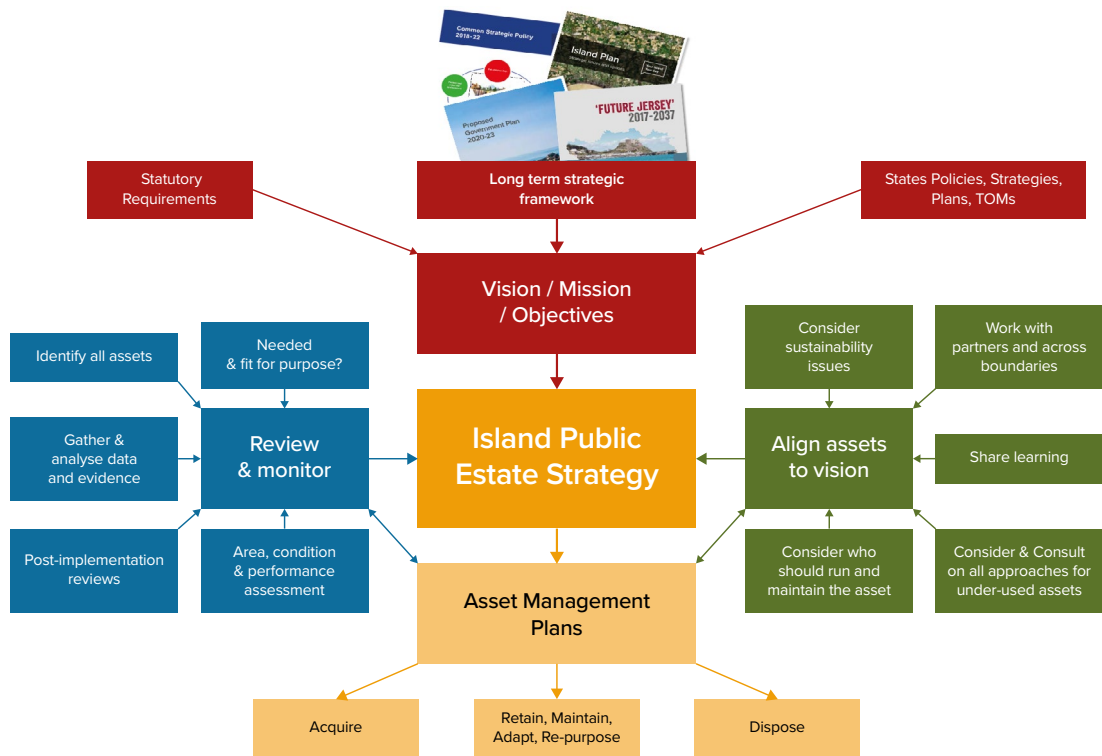 Common Strategic Policy
2018-22
Island Plan
Proposed
Government Plan
2020-23
'FUTURE JERSEY'
2017-2037
Statutory
Requirements
Long term strategic
framework
States Policies, Strategies,
Plans, TOMs
Vision / Mission
/ Objectives
Identify all assets
Needed
& fit for purpose?
Gather &
analyse data
and evidence
Review
& monitor
Post-implementation
reviews
Area, condition
& performance
assessment
Island Public
Estate Strategy
Consider
sustainability
issues
Work with
partners and across
boundaries
Align assets
to vision
Share learning
Consider who
should run and
maintain the asset
Consider & Consult
on all approaches for
under-used assets
Asset Management
Plans
Acquire
Retain, Maintain,
Adapt, Re-purpose
Dispose